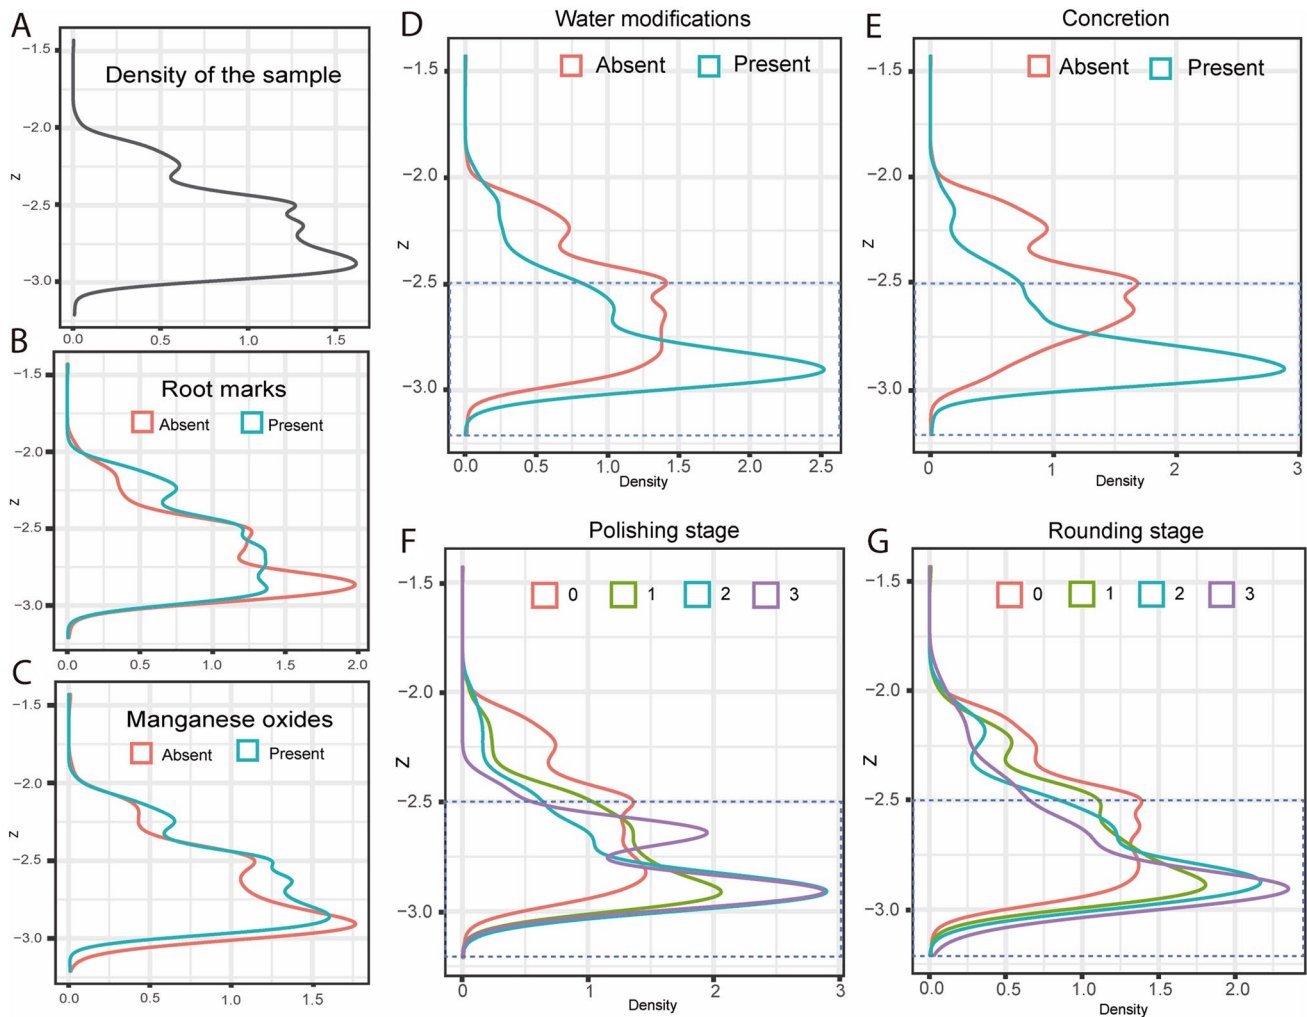 A
Density of the sample
−1.5
−2.0
−2.5
−3.0
z
0.0 0.5 1.0 1.5
B
Root marks
Absent Present
−1.5
−2.0
−2.5
−3.0
z
0.0 0.5 1.0 1.5 2.0
C
Manganese oxides
Absent Present
−1.5
−2.0
−2.5
−3.0
z
0.0 0.5 1.0 1.5
D
Water modifications
Absent Present
−1.5
−2.0
−2.5
−3.0
z
0.0 0.5 1.0 1.5 2.0 2.5
Density
E
Concretion
Absent Present
−1.5
−2.0
−2.5
−3.0
z
0 1 2 3
Density
F
Polishing stage
0 1 2 3
−1.5
−2.0
−2.5
−3.0
z
0 1 2 3
Density
G
Rounding stage
0 1 2 3
−1.5
−2.0
−2.5
−3.0
z
0.0 0.5 1.0 1.5 2.0
Density